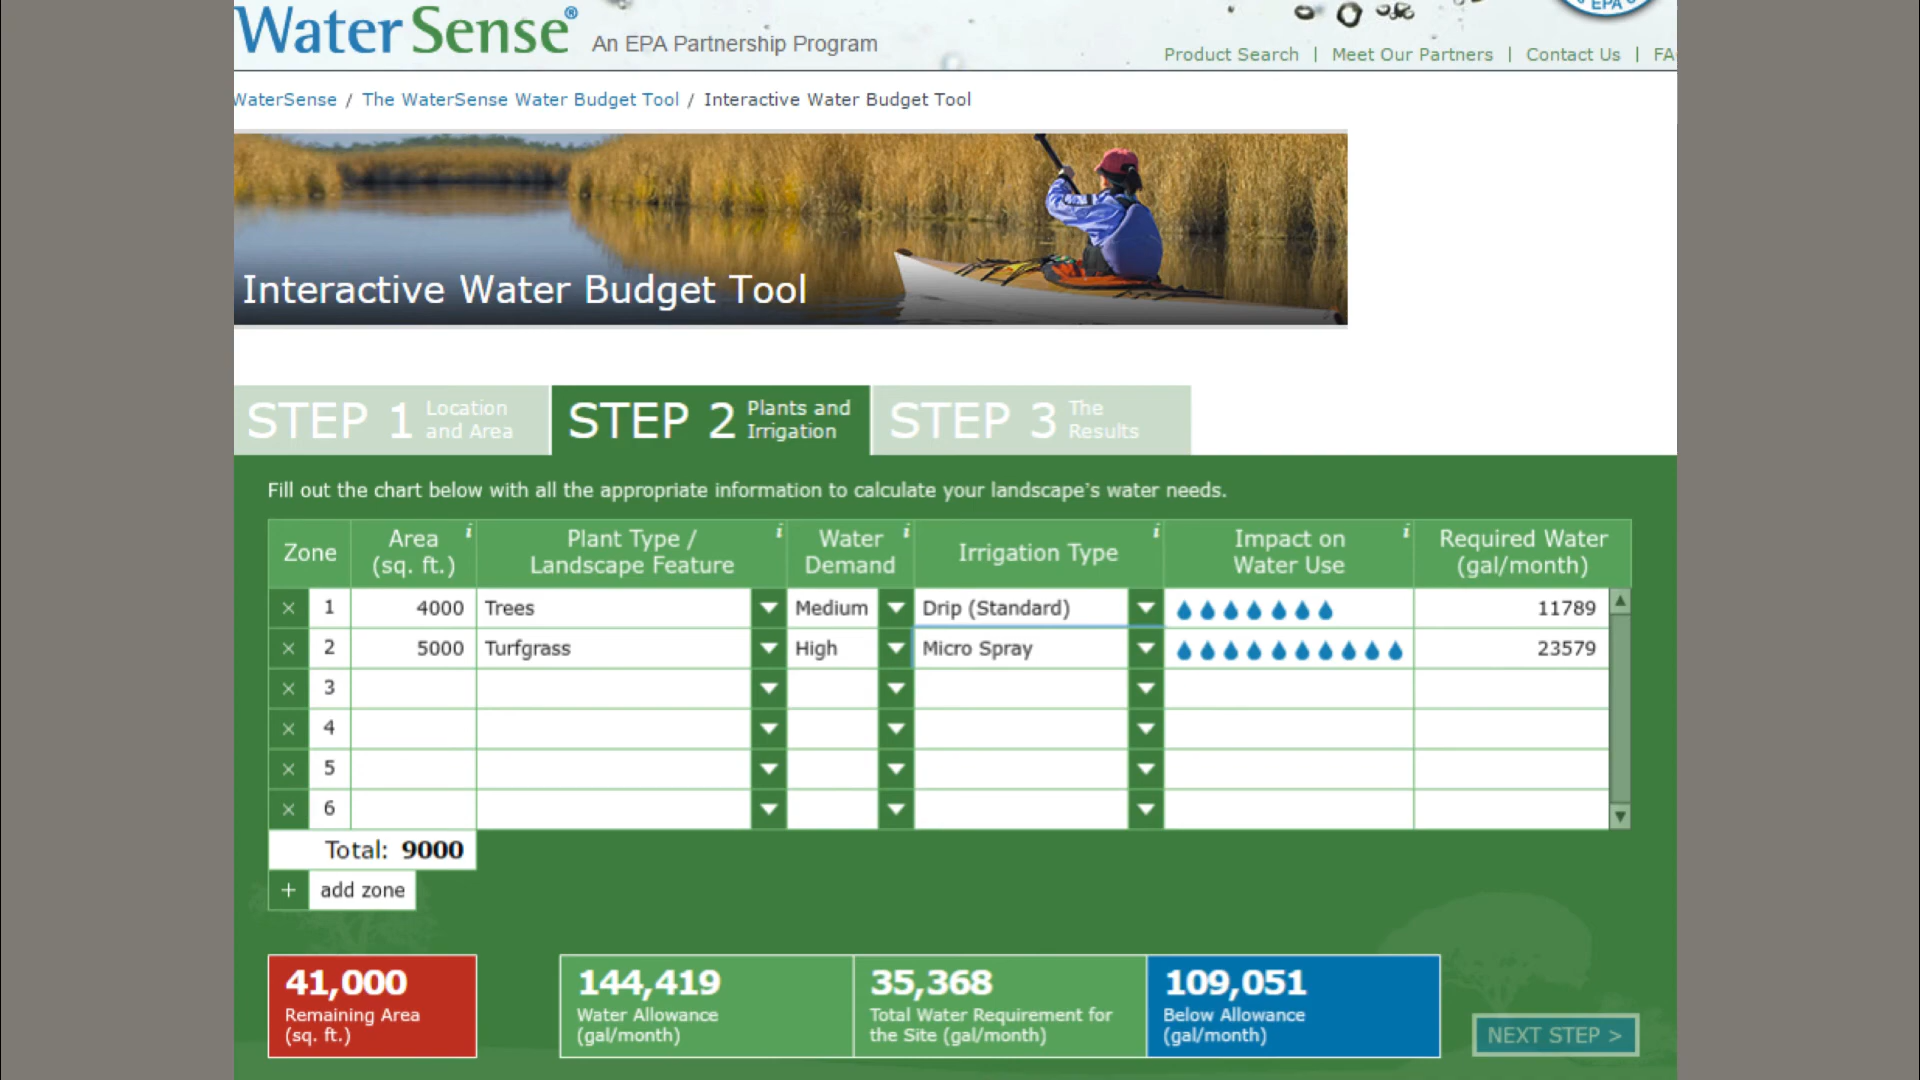 WaterSense® An EPA Partnership Program
EPA
Product Search | Meet Our Partners | Contact Us |
WaterSense / The WaterSense Water Budget Tool / Interactive Water Budget Tool
Interactive Water Budget Tool
STEP 1 Location and Area
STEP 2 Plants and Irrigation
STEP 3 The Results
Fill out the chart below with all the appropriate information to calculate your landscape's water needs.
Zone Area (sq. ft.) i Plant Type / Landscape Feature i Water Demand i Irrigation Type i Impact on Water Use i Required Water (gal/month)
× 1 4000 Trees Medium Drip (Standard) 11789
× 2 5000 Turfgrass High Micro Spray 23579
× 3
× 4
× 5
× 6
Total: 9000
+ add zone
41,000
Remaining Area
(sq. ft.)
144,419
Water Allowance
(gal/month)
35,368
Total Water Requirement for
the Site (gal/month)
109,051
Below Allowance
(gal/month)
NEXT STEP >